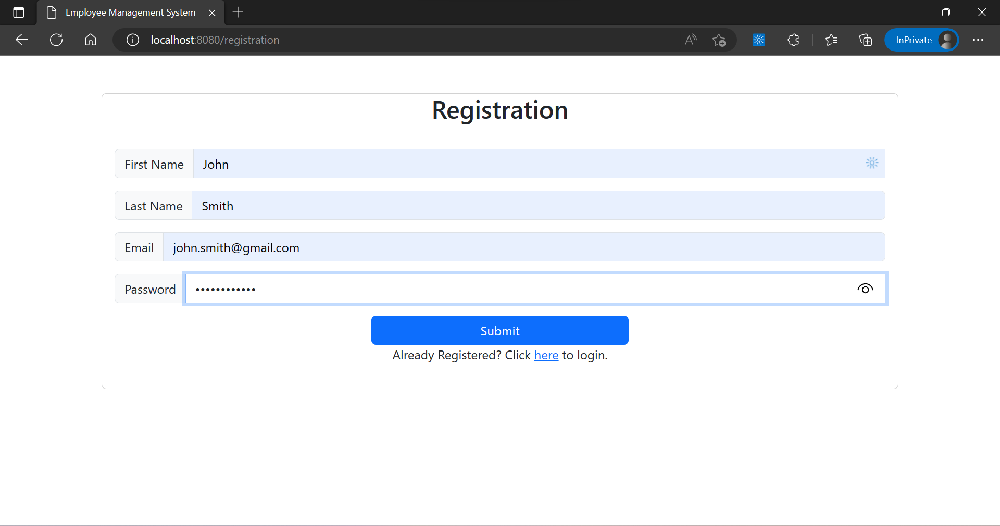 Employee Management System
localhost:8080/registration
InPrivate
Registration
First Name John
Last Name Smith
Email john.smith@gmail.com
Password ••••••••••••
Submit
Already Registered? Click here to login.